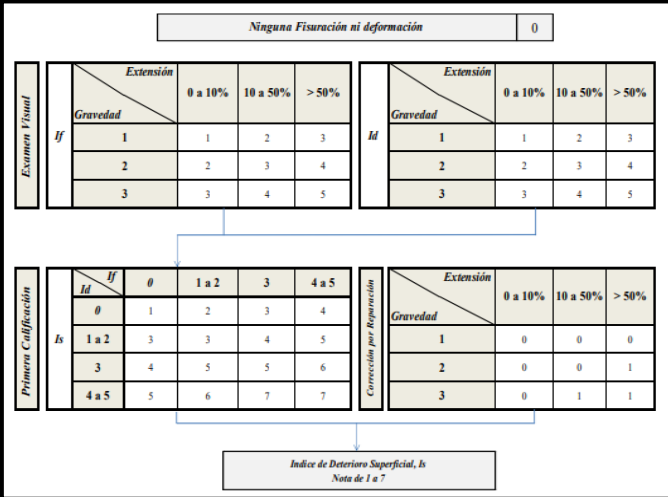 Ninguna Fisuración ni deformación 0
Examen Visual
If
Extensión 0 a 10% 10 a 50% > 50%
Gravedad
1 1 2 3
2 2 3 4
3 3 4 5
Id
Extensión 0 a 10% 10 a 50% > 50%
Gravedad
1 1 2 3
2 2 3 4
3 3 4 5
Primera Calificación
Is
If 0 1 a 2 3 4 a 5
Id
0 1 2 3 4
1 a 2 3 3 4 5
3 4 5 5 6
4 a 5 5 6 7 7
Corrección por Reparación
Extensión 0 a 10% 10 a 50% > 50%
Gravedad
1 0 0 0
2 0 0 1
3 0 1 1
Indice de Deterioro Superficial, Is
Nota de 1 a 7